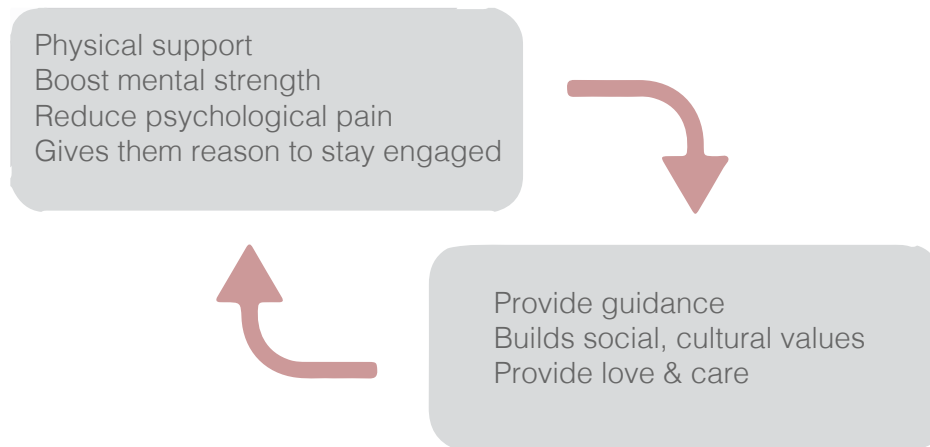 Physical support
Boost mental strength
Reduce psychological pain
Gives them reason to stay engaged
Provide guidance
Builds social, cultural values
Provide love & care